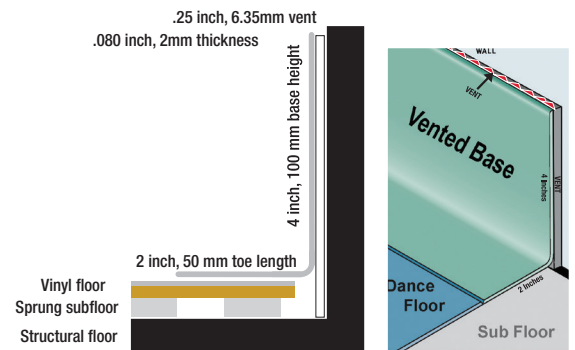 .25 inch, 6.35mm vent
.080 inch, 2mm thickness
4 inch, 100 mm base height
2 inch, 50 mm toe length
Vinyl floor
Sprung subfloor
Structural floor
WALL
VENT
Vented Base
4 Inches
VENT
2 Inches
Dance
Floor
Sub Floor